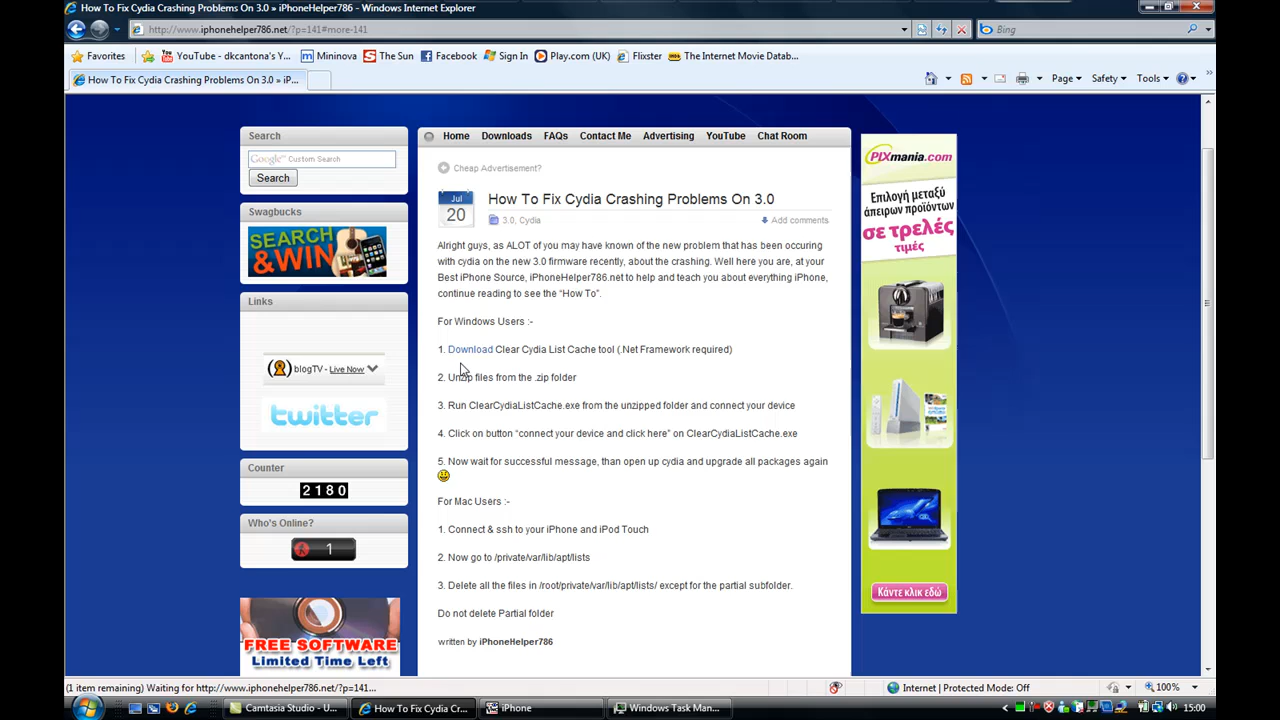 How To Fix Cydia Crashing Problems On 3.0 » iPhoneHelper786 - Windows Internet Explorer
http://www.iphonehelper786.net/?p=141#more-141
Bing
Favorites
YouTube - dkcantona's Y...
Mininova
The Sun
Facebook
Sign In
Play.com (UK)
Flixster
The Internet Movie Datab...
How To Fix Cydia Crashing Problems On 3.0 » iP...
Page
Safety
Tools
Search
Google™ Custom Search
Search
Swagbucks
SEARCH & WIN
Links
blogTV - Live Now
twitter
Counter
2180
Who's Online?
1
FREE SOFTWARE
Limited Time Left
Home Downloads FAQs Contact Me Advertising YouTube Chat Room
Cheap Advertisement?
Jul
20
How To Fix Cydia Crashing Problems On 3.0
3.0, Cydia
Add comments
Alright guys, as ALOT of you may have known of the new problem that has been occuring
with cydia on the new 3.0 firmware recently, about the crashing. Well here you are, at your
Best iPhone Source, iPhoneHelper786.net to help and teach you about everything iPhone,
continue reading to see the “How To”.
For Windows Users :-
1. Download Clear Cydia List Cache tool (.Net Framework required)
2. Unzip files from the .zip folder
3. Run ClearCydiaListCache.exe from the unzipped folder and connect your device
4. Click on button “connect your device and click here” on ClearCydiaListCache.exe
5. Now wait for successful message, than open up cydia and upgrade all packages again
For Mac Users :-
1. Connect & ssh to your iPhone and iPod Touch
2. Now go to /private/var/lib/apt/lists
3. Delete all the files in /root/private/var/lib/apt/lists/ except for the partial subfolder.
Do not delete Partial folder
written by iPhoneHelper786
PIXmania.com
Επιλογή μεταξύ
άπειρων προϊόντων
σε τρελές
τιμές
Κάντε κλικ εδώ
(1 item remaining) Waiting for http://www.iphonehelper786.net/?p=141...
Internet | Protected Mode: Off
100%
Camtasia Studio - U...
How To Fix Cydia Cr...
iPhone
Windows Task Man...
15:00